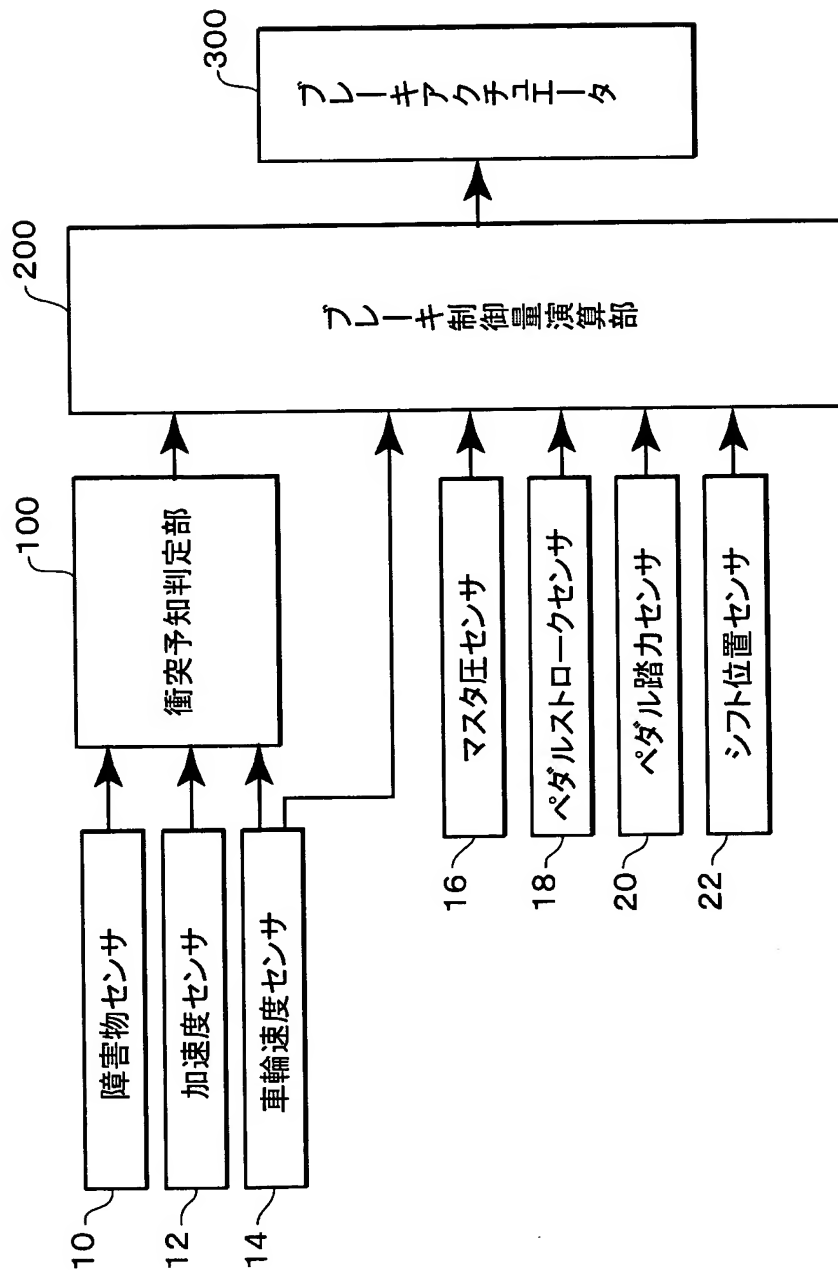 10
障害物センサ
12
加速度センサ
14
車輪速度センサ
100
衝突予知判定部
16
マスタ圧センサ
18
ペダルストロークセンサ
20
ペダル踏力センサ
22
シフト位置センサ
200
ブレーキ制御量演算部
300
ブレーキアクチュエータ